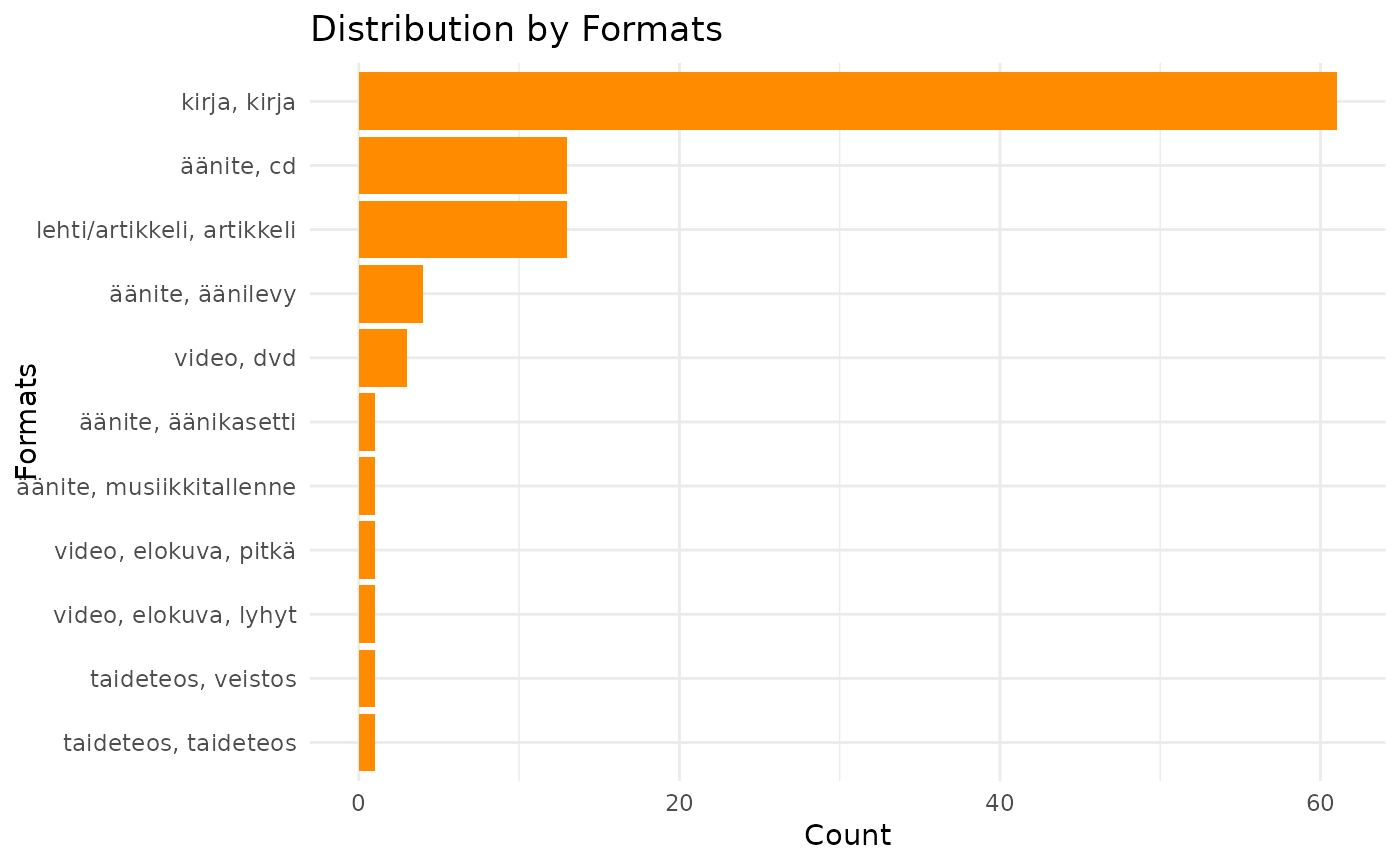 Distribution by Formats
kirja, kirja
äänite, cd
lehti/artikkeli, artikkeli
äänite, äänilevy
video, dvd
äänite, äänikasetti
äänite, musiikkitallenne
video, elokuva, pitkä
video, elokuva, lyhyt
taideteos, veistos
taideteos, taideteos
Formats
0 20 40 60
Count